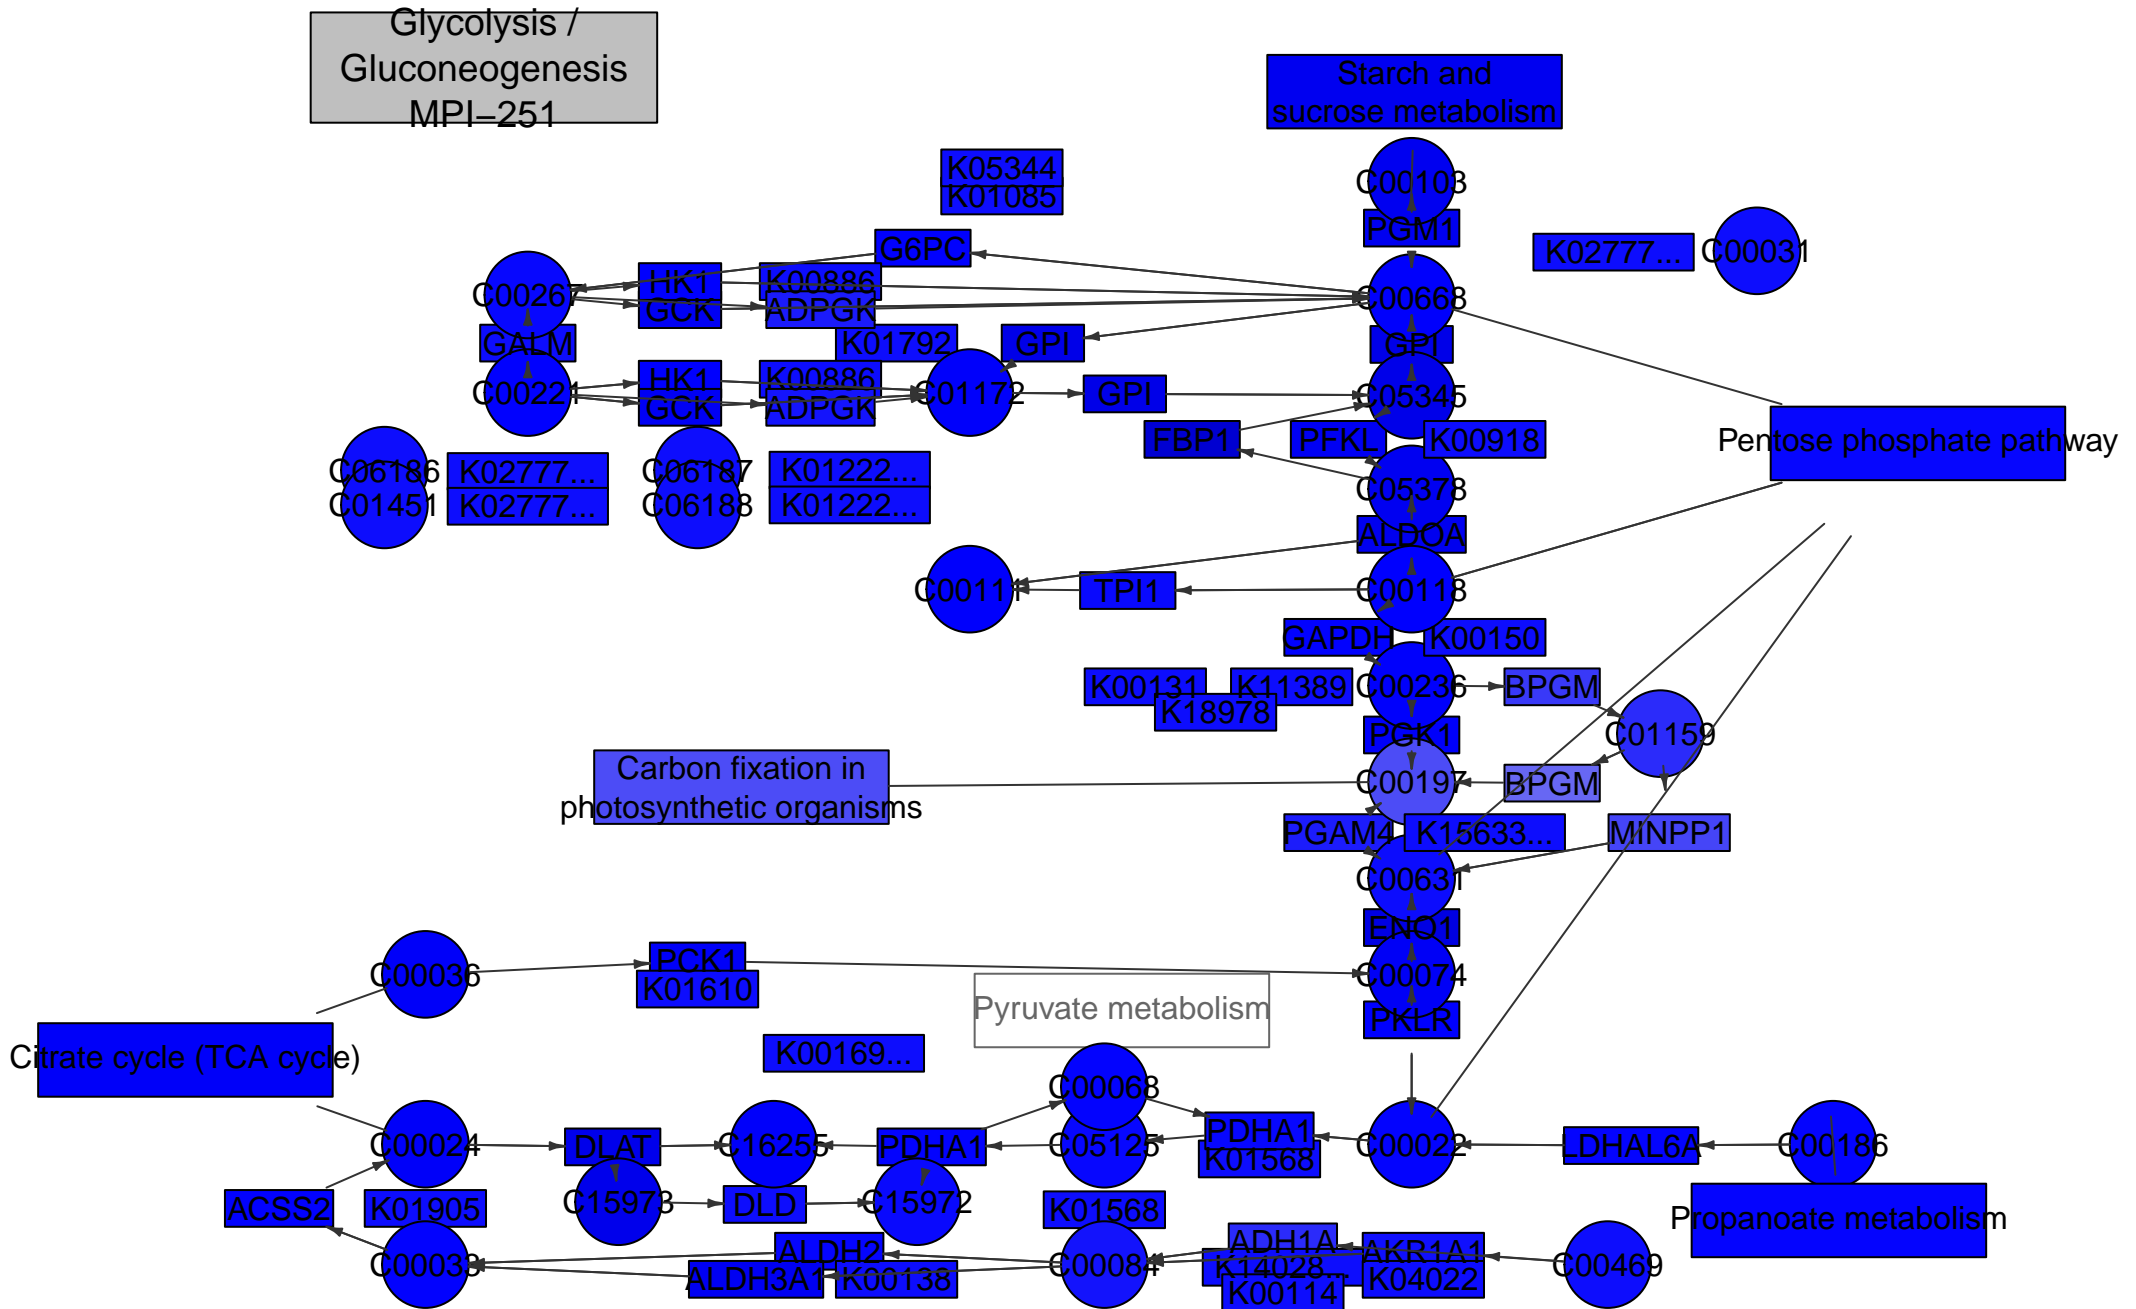 Glycolysis /
Gluconeogenesis
MPI−251
Starch and
sucrose metabolism
K05344
K01085
C00103
PGM1
K02777...
C00031
G6PC
C00267
HK1
K00886
GCK
ADPGK
C00668
GALM
K01792
GPI
GPI
C00221
HK1
K00886
GCK
ADPGK
C01172
GPI
C05345
FBP1
PFKL
K00918
Pentose phosphate pathway
C06186
K02777...
C06187
K01222...
C05378
C01451
K02777...
C06188
K01222...
ALDOA
C00111
TPI1
C00118
GAPDH
K00150
K00131
K11389
C00236
BPGM
K18978
PGK1
C01159
Carbon fixation in
photosynthetic organisms
C00197
BPGM
PGAM4
K15633...
MINPP1
C00631
ENO1
C00036
PCK1
K01610
C00074
Pyruvate metabolism
PKLR
Citrate cycle (TCA cycle)
K00169...
C00068
C00024
DLAT
C16255
PDHA1
C05125
PDHA1
K01568
C00022
LDHAL6A
C00186
ACSS2
K01905
C15973
DLD
C15972
K01568
Propanoate metabolism
C00033
ALDH2
ALDH3A1
K00138
C00084
ADH1A
K14028...
K00114
AKR1A1
K04022
C00469